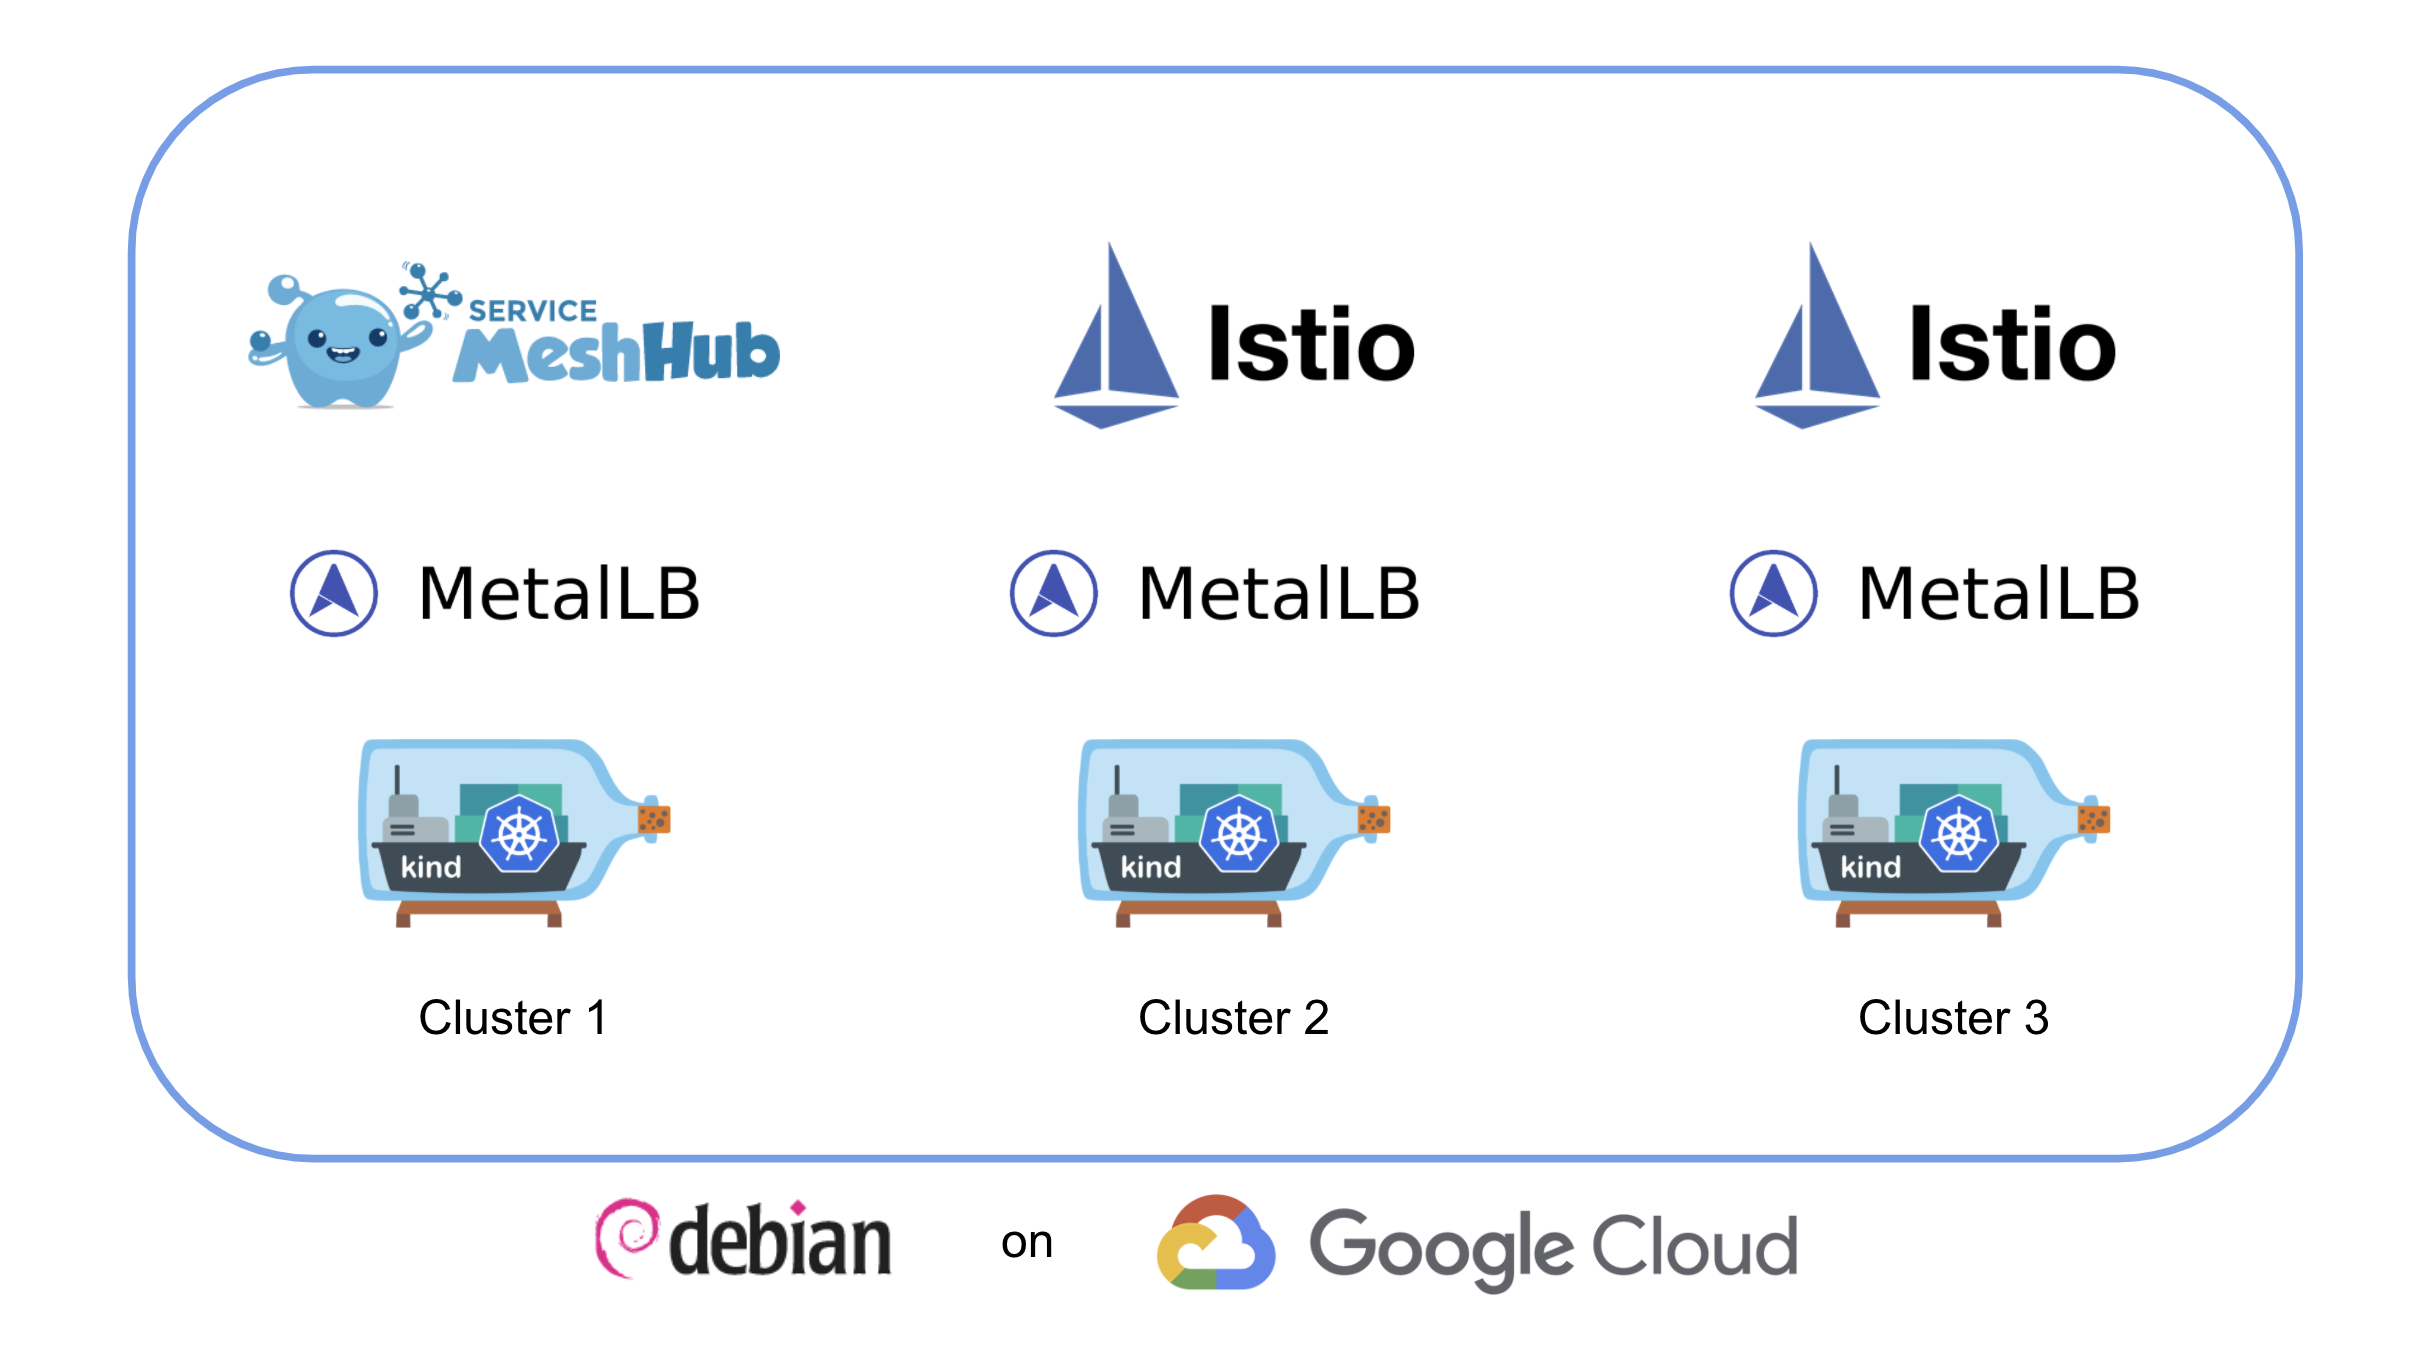 SERVICE
MeshHub
Istio
Istio
MetalLB
MetalLB
MetalLB
kind
kind
kind
Cluster 1
Cluster 2
Cluster 3
debian on Google Cloud